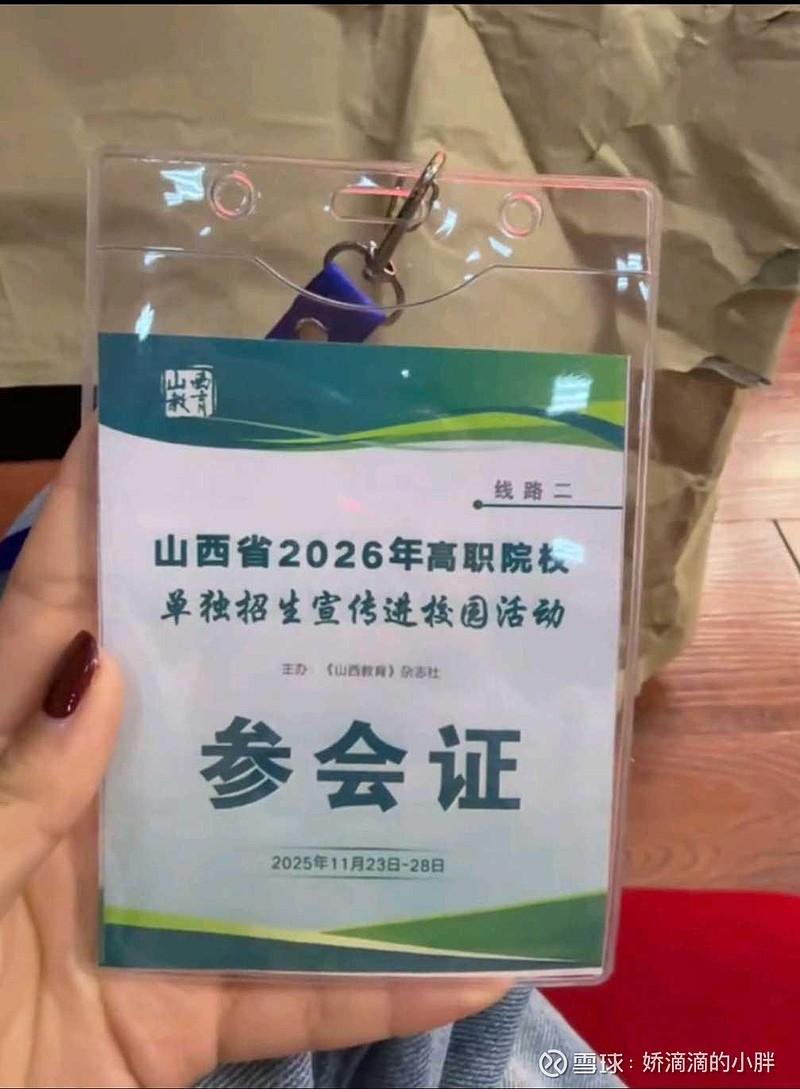 山西教育
线路二
山西省2026年高职院校
单独招生宣传进校园活动
主办 《山西教育》杂志社
参会证
2025年11月23日-28日
雪球：娇滴滴的小胖